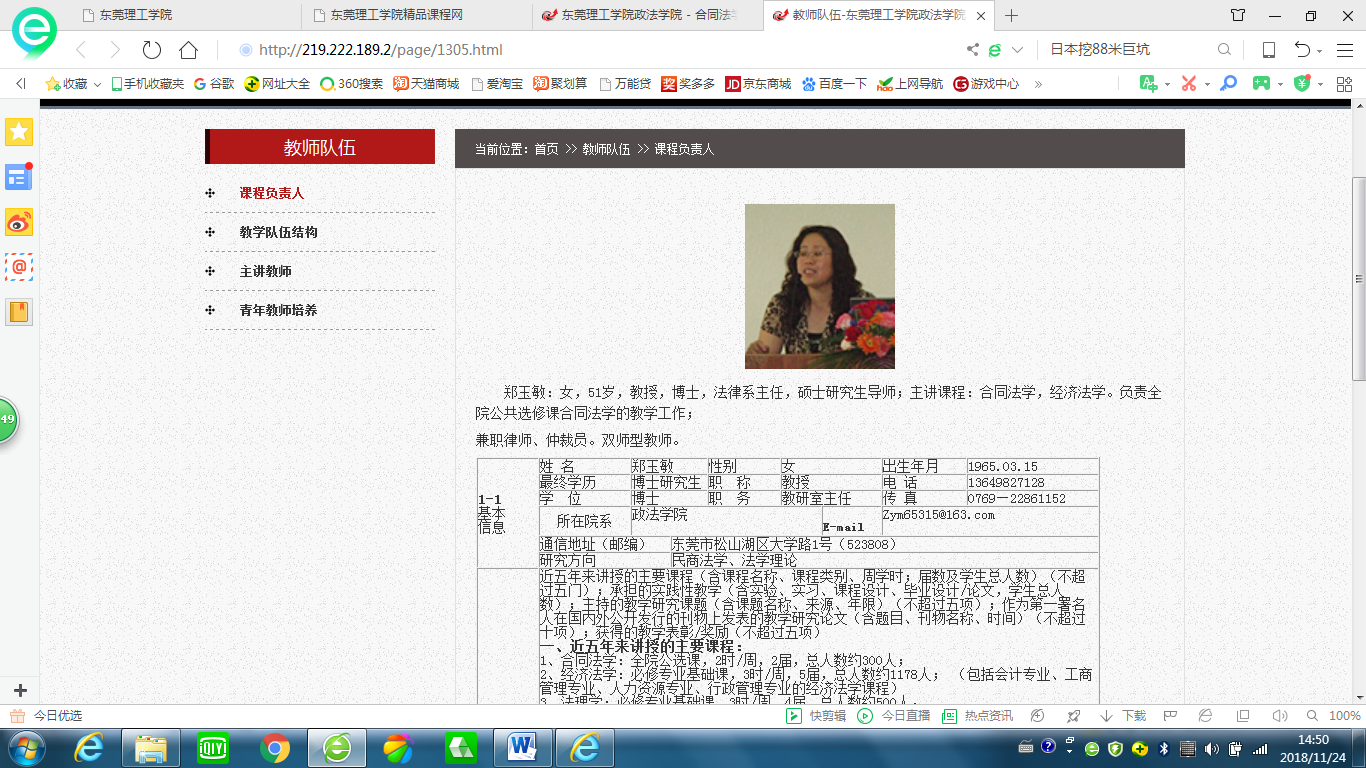 东莞理工学院
东莞理工学院精品课程网
东莞理工学院政法学院 - 合同法学
教师队伍-东莞理工学院政法学院
http://219.222.189.2/page/1305.html
日本挖88米巨坑
收藏 手机收藏夹 谷歌 网址大全 360搜索 天猫商城 爱淘宝 聚划算 万能贷 奖多多 京东商城 百度一下 上网导航 游戏中心 »
教师队伍
课程负责人
教学队伍结构
主讲教师
青年教师培养
当前位置：首页 >> 教师队伍 >> 课程负责人
郑玉敏：女，51岁，教授，博士，法律系主任，硕士研究生导师；主讲课程：合同法学，经济法学。负责全
院公共选修课合同法学的教学工作；
兼职律师、仲裁员。双师型教师。
1-1
基本
信息
姓 名 郑玉敏 性别 女 出生年月 1965.03.15
最终学历 博士研究生 职 称 教授 电 话 13649827128
学 位 博士 职 务 教研室主任 传 真 0769－22861152
所在院系 政法学院 E-mail Zym65315@163.com
通信地址（邮编） 东莞市松山湖区大学路1号（523808）
研究方向 民商法学、法学理论
近五年来讲授的主要课程（含课程名称、课程类别、周学时；届数及学生总人数）（不超
过五门）；承担的实践性教学（含实验、实习、课程设计、毕业设计/论文，学生总人
数）；主持的教学研究课题（含课题名称、来源、年限）（不超过五项）；作为第一署名
人在国内外公开发行的刊物上发表的教学研究论文（含题目、刊物名称、时间）（不超过
十项）；获得的教学表彰/奖励（不超过五项）
一、近五年来讲授的主要课程：
1、合同法学：全院公选课，2时/周，2届，总人数约300人；
2、经济法学：必修专业基础课，3时/周，5届，总人数约1178人； （包括会计专业、工商
管理专业、人力资源专业、行政管理专业的经济法学课程）
3、法理学：必修专业基础课，3时/周，4届，总人数约500人，
49
今日优选
快剪辑 今日直播 热点资讯 下载 100%
14:50
2018/11/24